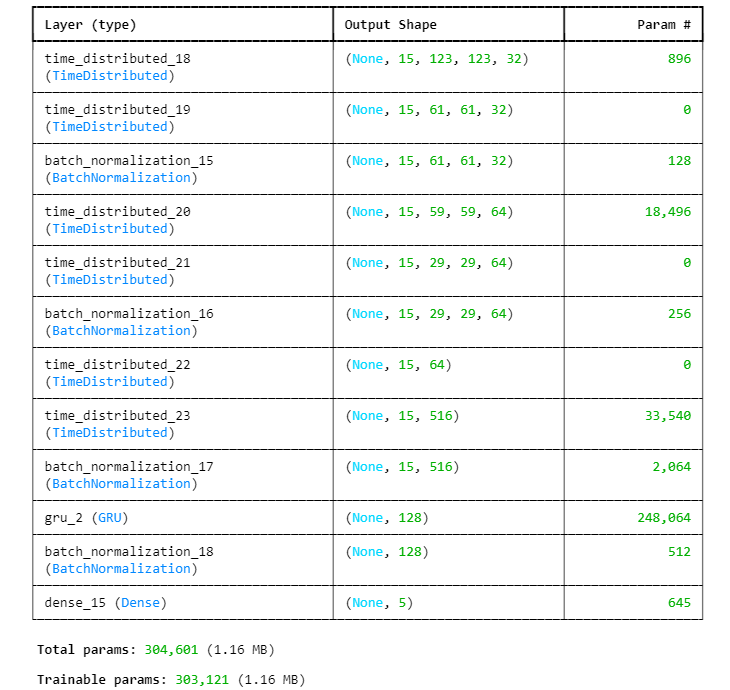 Layer (type) Output Shape Param #
time_distributed_18 (None, 15, 123, 123, 32) 896
(TimeDistributed)
time_distributed_19 (None, 15, 61, 61, 32) 0
(TimeDistributed)
batch_normalization_15 (None, 15, 61, 61, 32) 128
(BatchNormalization)
time_distributed_20 (None, 15, 59, 59, 64) 18,496
(TimeDistributed)
time_distributed_21 (None, 15, 29, 29, 64) 0
(TimeDistributed)
batch_normalization_16 (None, 15, 29, 29, 64) 256
(BatchNormalization)
time_distributed_22 (None, 15, 64) 0
(TimeDistributed)
time_distributed_23 (None, 15, 516) 33,540
(TimeDistributed)
batch_normalization_17 (None, 15, 516) 2,064
(BatchNormalization)
gru_2 (GRU) (None, 128) 248,064
batch_normalization_18 (None, 128) 512
(BatchNormalization)
dense_15 (Dense) (None, 5) 645
Total params: 304,601 (1.16 MB)
Trainable params: 303,121 (1.16 MB)